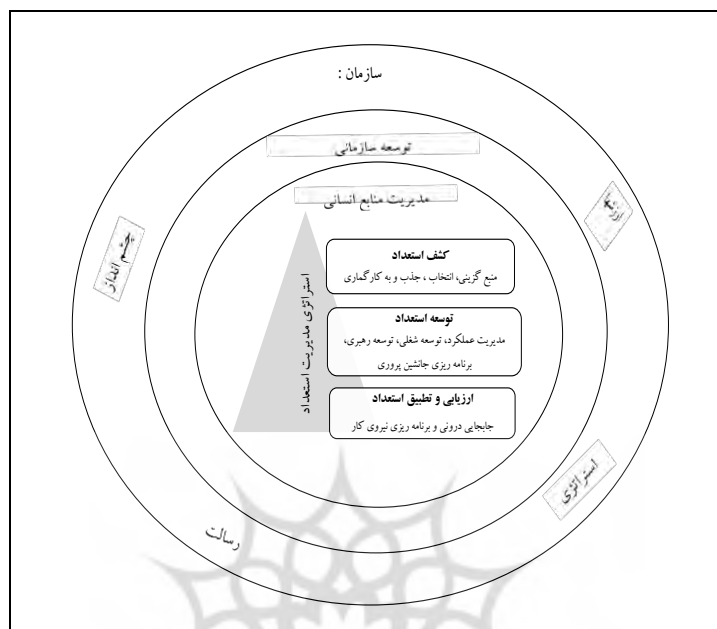 سازمان :
توسعه سازمانی
مدیریت منابع انسانی
ارزشها
چشم انداز
کشف استعداد
منبع گزینی، انتخاب ، جذب و به کارگماری
استراتژی مدیریت استعداد
توسعه استعداد
مدیریت عملکرد، توسعه شغلی، توسعه رهبری،
برنامه ریزی جانشین پروری
ارزیابی و تطبیق استعداد
جابجایی درونی و برنامه ریزی نیروی کار
استراتژی
رسالت